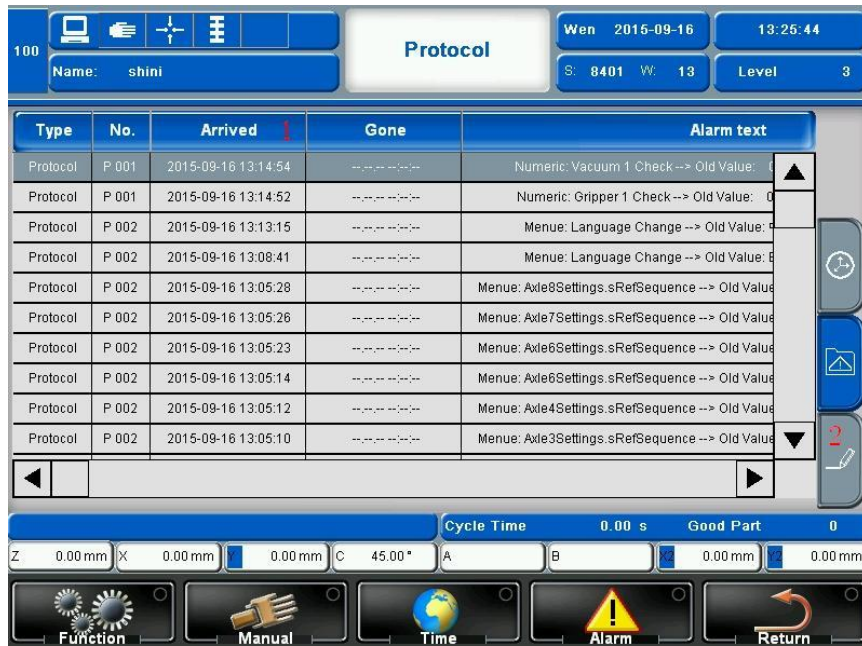 100
Name: shini
Protocol
Wen 2015-09-16
13:25:44
S: 8401 W: 13
Level 3
Type No. Arrived 1 Gone Alarm text
Protocol P 001 2015-09-16 13:14:54 --.--.-- --:--:-- Numeric: Vacuum 1 Check --> Old Value: 0
Protocol P 001 2015-09-16 13:14:52 --.--.-- --:--:-- Numeric: Gripper 1 Check --> Old Value: 0
Protocol P 002 2015-09-16 13:13:15 --.--.-- --:--:-- Menue: Language Change --> Old Value:
Protocol P 002 2015-09-16 13:08:41 --.--.-- --:--:-- Menue: Language Change --> Old Value: E
Protocol P 002 2015-09-16 13:05:28 --.--.-- --:--:-- Menue: Axle8Settings.sRefSequence --> Old Value
Protocol P 002 2015-09-16 13:05:26 --.--.-- --:--:-- Menue: Axle7Settings.sRefSequence --> Old Value
Protocol P 002 2015-09-16 13:05:23 --.--.-- --:--:-- Menue: Axle6Settings.sRefSequence --> Old Value
Protocol P 002 2015-09-16 13:05:14 --.--.-- --:--:-- Menue: Axle6Settings.sRefSequence --> Old Value
Protocol P 002 2015-09-16 13:05:12 --.--.-- --:--:-- Menue: Axle4Settings.sRefSequence --> Old Value
Protocol P 002 2015-09-16 13:05:10 --.--.-- --:--:-- Menue: Axle3Settings.sRefSequence --> Old Value
2
Cycle Time 0.00 s Good Part 0
Z 0.00 mm X 0.00 mm Y 0.00 mm C 45.00° A B X2 0.00 mm Y2 0.00 mm
Function Manual Time Alarm Return